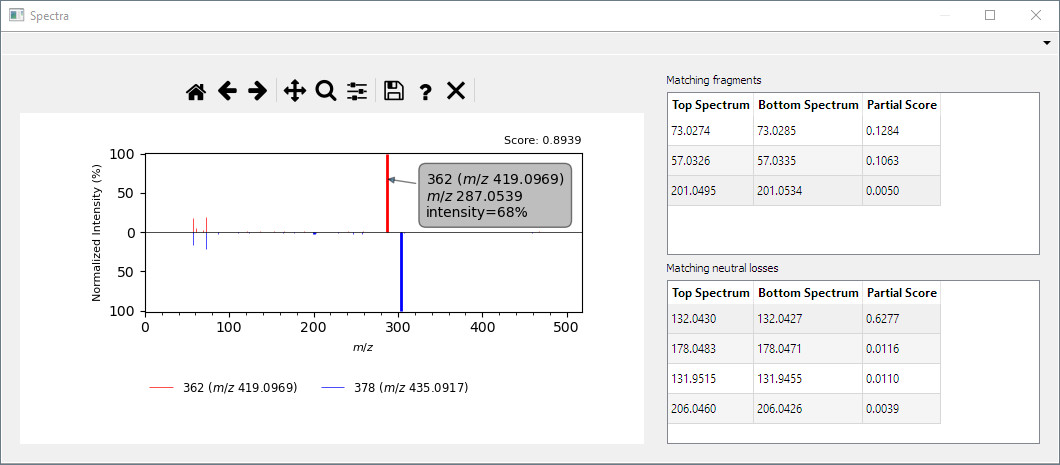 Spectra
?
Score: 0.8939
Normalized Intensity (%)
100
50
0
50
100
362 (m/z 419.0969)
m/z 287.0539
intensity=68%
0 100 200 300 400 500
m/z
362 (m/z 419.0969) 378 (m/z 435.0917)
Matching fragments
Top Spectrum Bottom Spectrum Partial Score
73.0274 73.0285 0.1284
57.0326 57.0335 0.1063
201.0495 201.0534 0.0050
Matching neutral losses
Top Spectrum Bottom Spectrum Partial Score
132.0430 132.0427 0.6277
178.0483 178.0471 0.0116
131.9515 131.9455 0.0110
206.0460 206.0426 0.0039